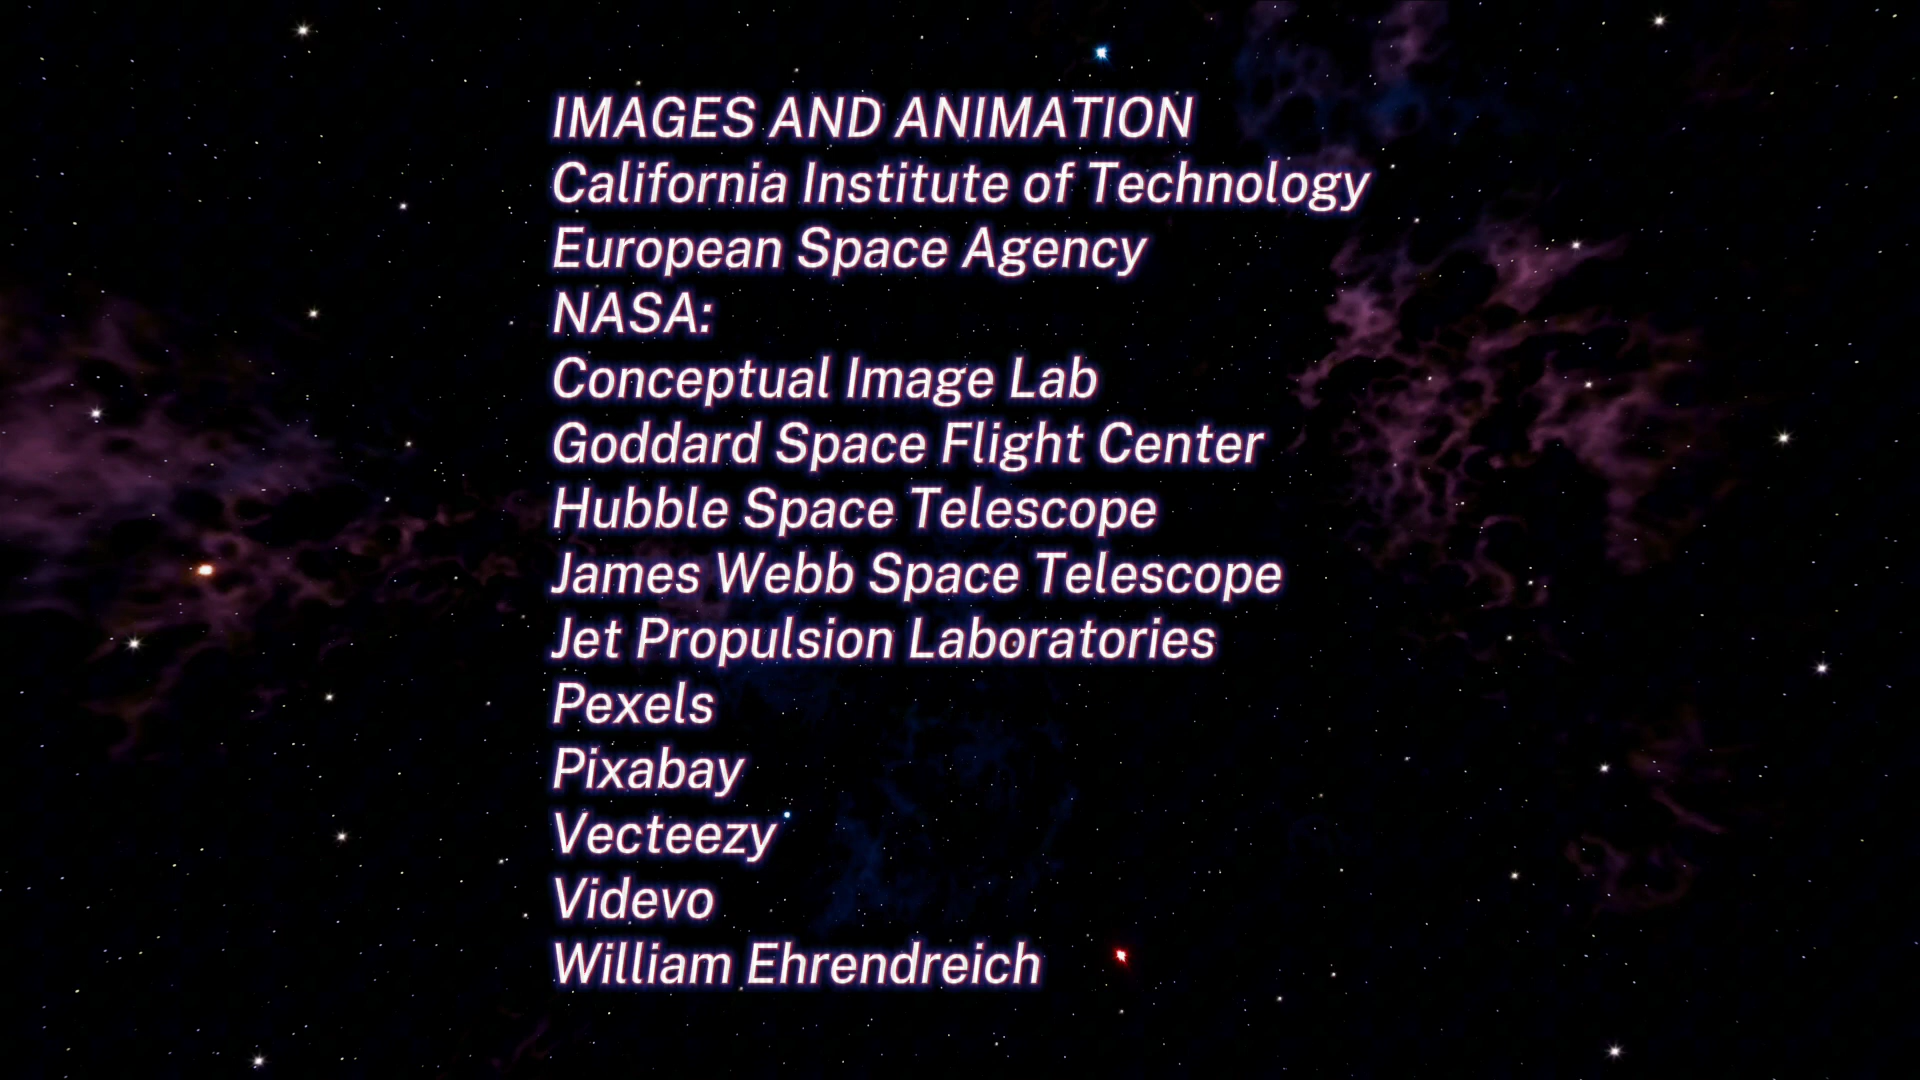 IMAGES AND ANIMATION
California Institute of Technology
European Space Agency
NASA:
Conceptual Image Lab
Goddard Space Flight Center
Hubble Space Telescope
James Webb Space Telescope
Jet Propulsion Laboratories
Pexels
Pixabay
Vecteezy
Videvo
William Ehrendreich